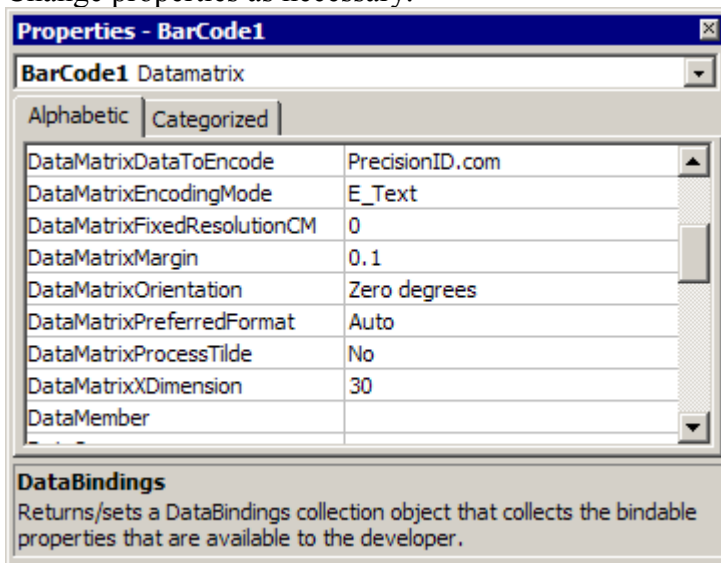 Change properties as necessary.
Properties - BarCode1
BarCode1 Datamatrix
Alphabetic Categorized
DataMatrixDataToEncode PrecisionID.com
DataMatrixEncodingMode E_Text
DataMatrixFixedResolutionCM 0
DataMatrixMargin 0.1
DataMatrixOrientation Zero degrees
DataMatrixPreferredFormat Auto
DataMatrixProcessTilde No
DataMatrixXDimension 30
DataMember
DataBindings
Returns/sets a DataBindings collection object that collects the bindable
properties that are available to the developer.